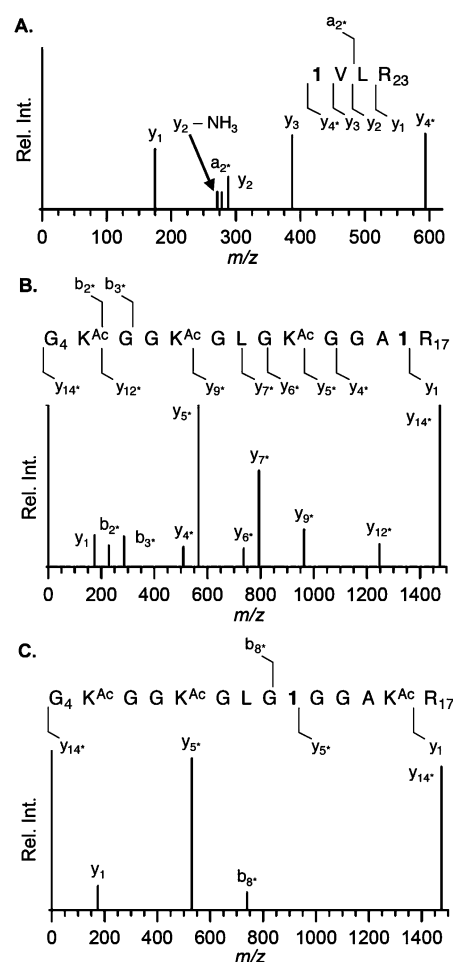 A.
a2*
1 V L R23
y4* y3 y2 y1
y1 y2 – NH3 a2* y2 y3 y4*
Rel. Int.
0 100 200 300 400 500 600
m/z
B.
b2* b3*
G4 KAc G G KAc G L G KAc G G A 1 R17
y14* y12* y9* y7* y6* y5* y4* y1
y1 b2* b3* y4* y5* y6* y7* y9* y12* y14*
Rel. Int.
0 200 400 600 800 1000 1200 1400
m/z
C.
b8*
G4 KAc G G KAc G L G 1 G G A KAc R17
y14* y5* y1
y1 y5* b8* y14*
Rel. Int.
0 200 400 600 800 1000 1200 1400
m/z